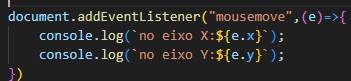 document.addEventListener("mousemove",(e)=>{
    console.log(`no eixo X:${e.x}`);
    console.log(`no eixo Y:${e.y}`);
})